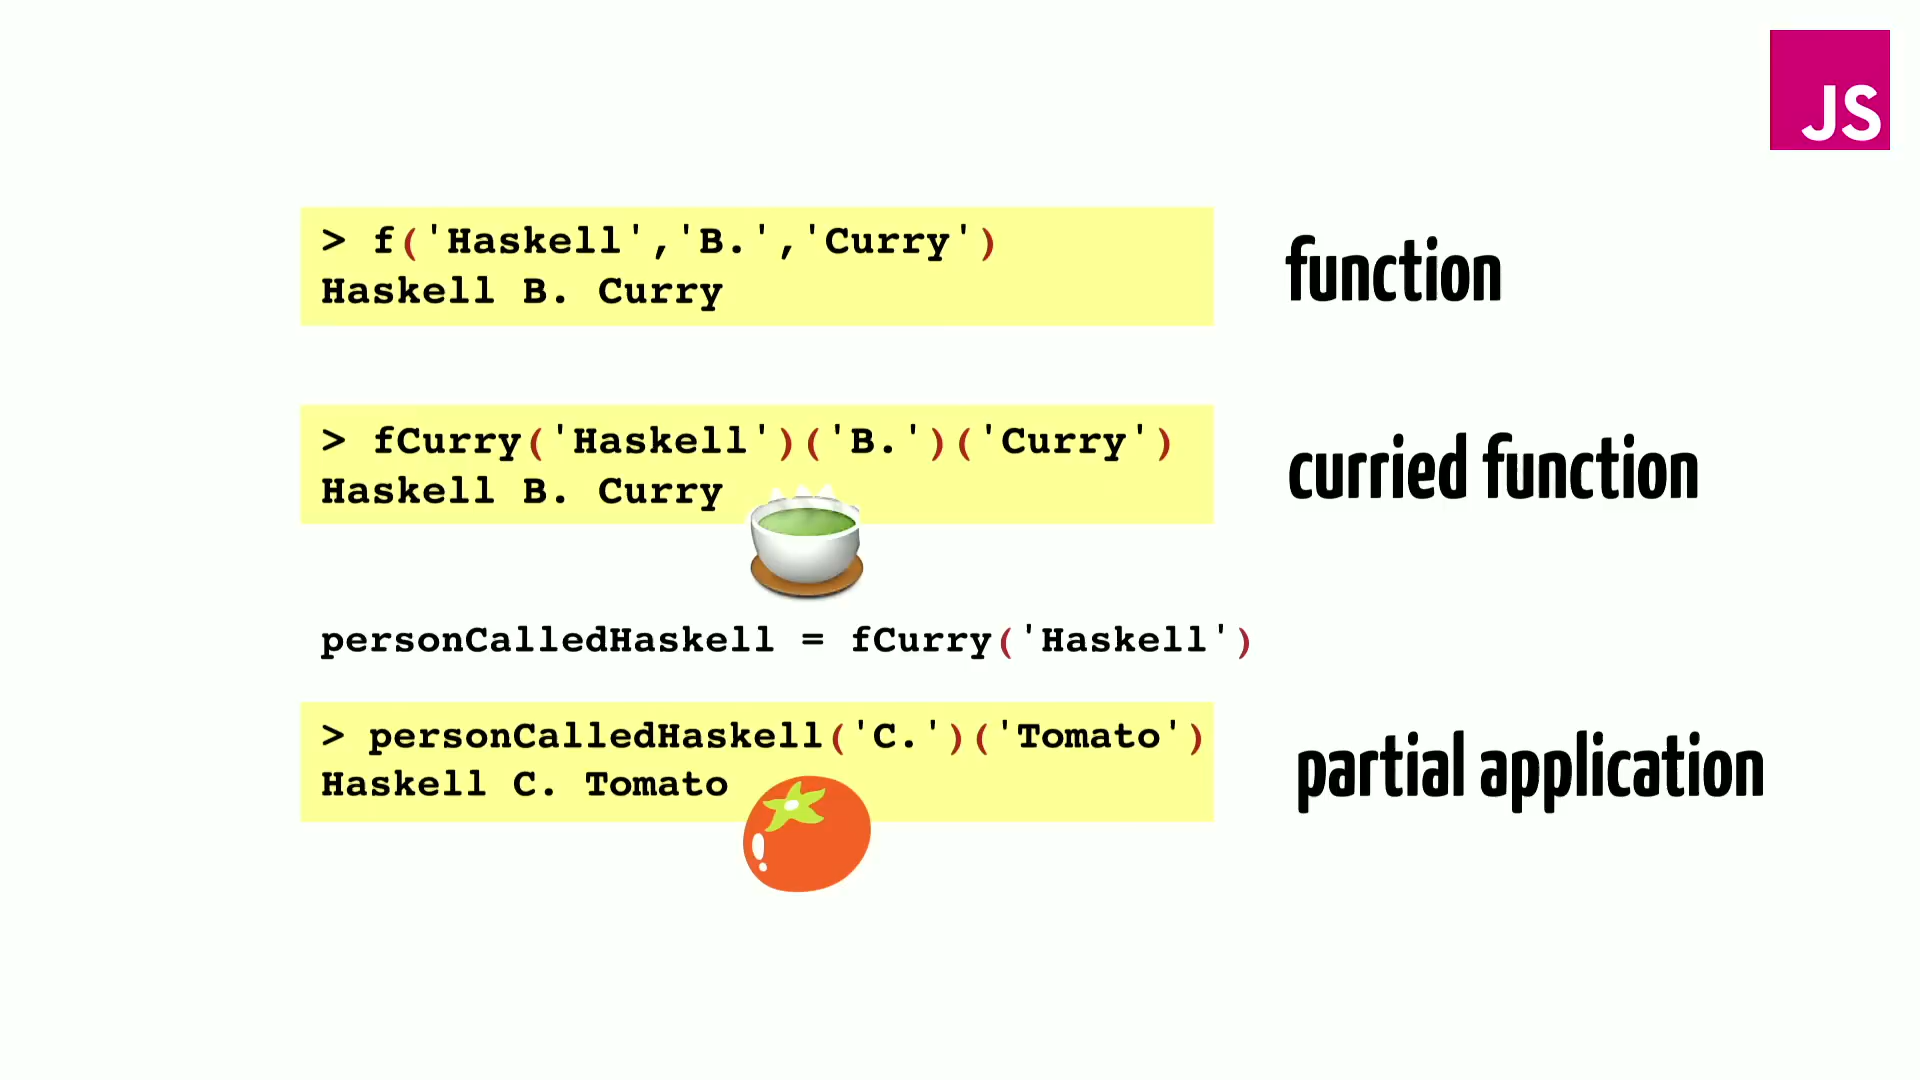 JS
> f('Haskell','B.','Curry')
Haskell B. Curry
function
> fCurry('Haskell')('B.')('Curry')
Haskell B. Curry
curried function
personCalledHaskell = fCurry('Haskell')
> personCalledHaskell('C.')('Tomato')
Haskell C. Tomato
partial application